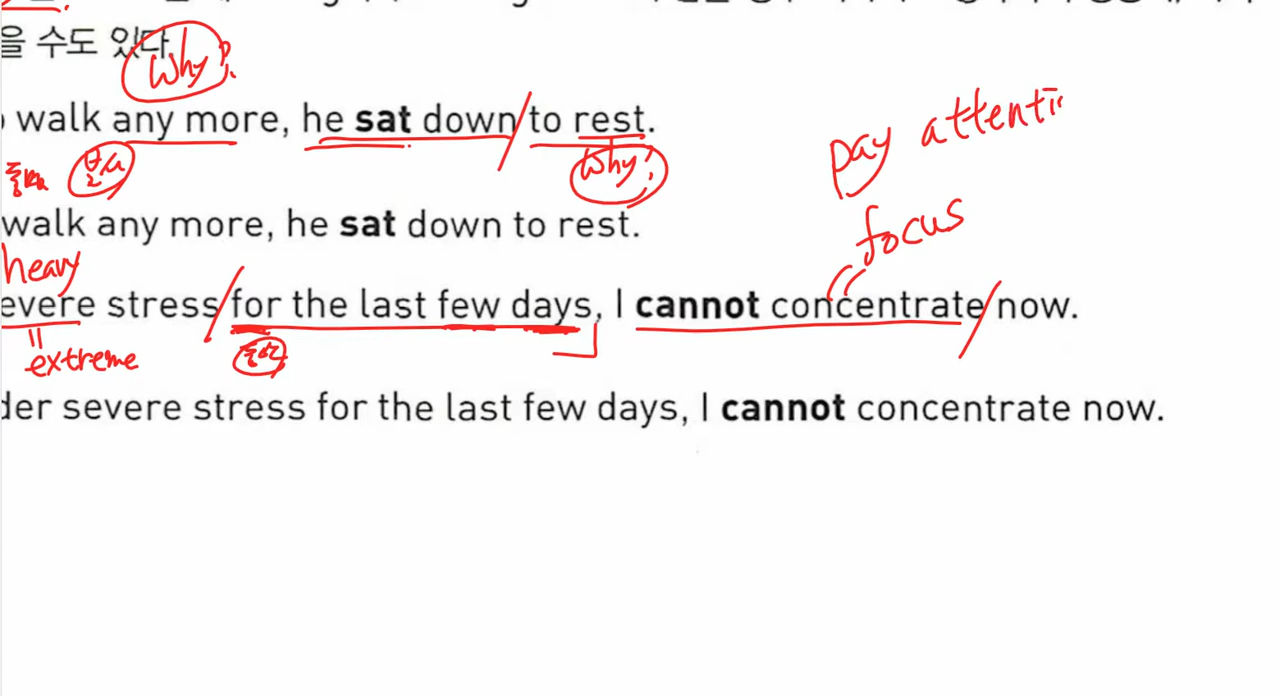 을 수도 있다.
Why?
walk any more, he sat down/to rest.
Why?
pay attenti
walk any more, he sat down to rest.
focus
heavy
evere stress/for the last few days, I cannot concentrate/now.
=
extreme
der severe stress for the last few days, I cannot concentrate now.